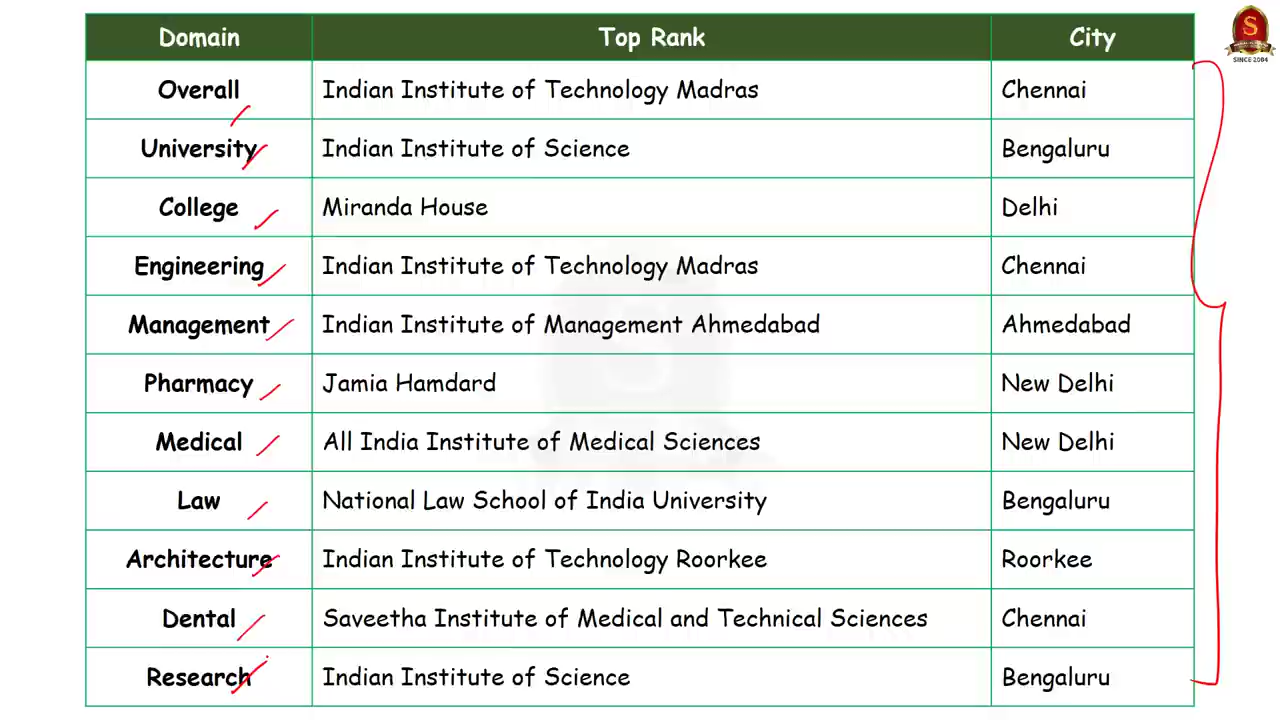 Domain Top Rank City
Overall Indian Institute of Technology Madras Chennai
University Indian Institute of Science Bengaluru
College Miranda House Delhi
Engineering Indian Institute of Technology Madras Chennai
Management Indian Institute of Management Ahmedabad Ahmedabad
Pharmacy Jamia Hamdard New Delhi
Medical All India Institute of Medical Sciences New Delhi
Law National Law School of India University Bengaluru
Architecture Indian Institute of Technology Roorkee Roorkee
Dental Saveetha Institute of Medical and Technical Sciences Chennai
Research Indian Institute of Science Bengaluru
S
SINCE 2004